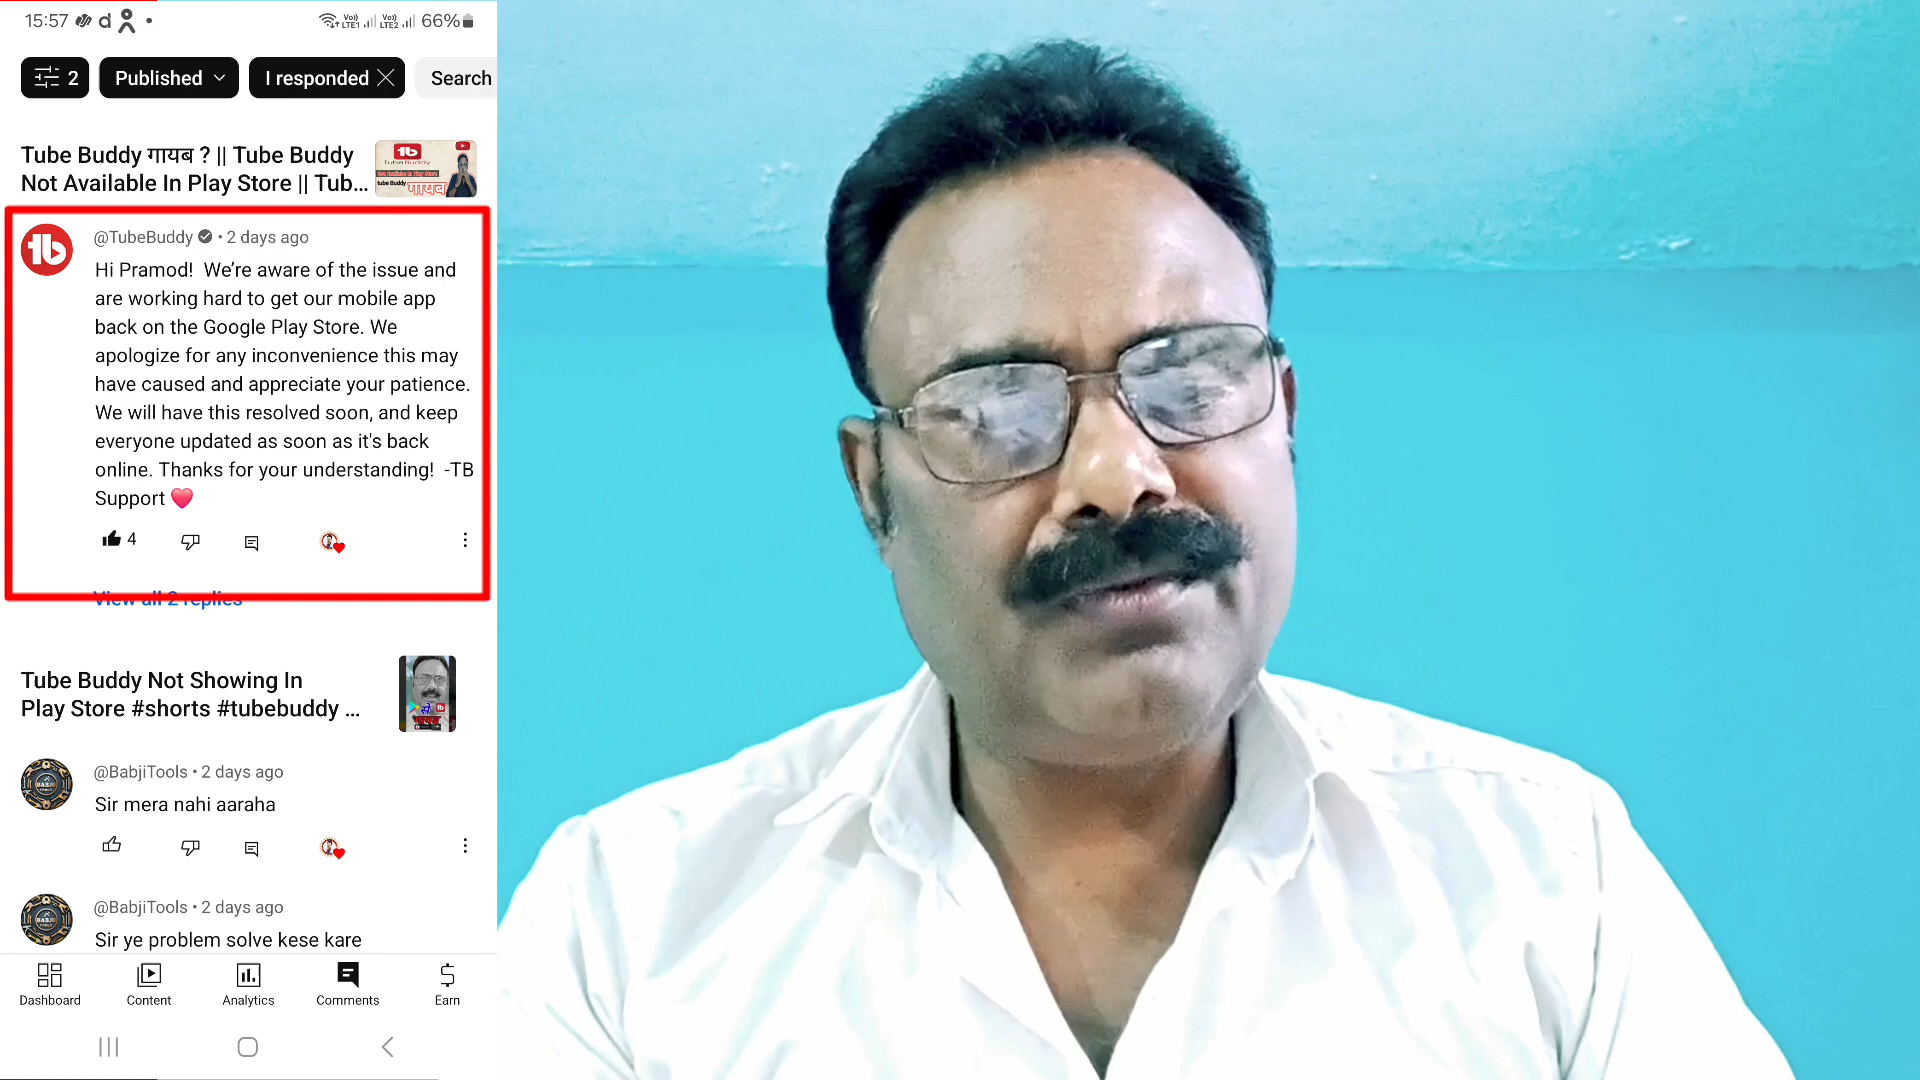 15:57
Vo) LTE1 Vo) LTE2 66%
2 Published I responded Search
Tube Buddy गायब ? || Tube Buddy
Not Available In Play Store || Tub...
@TubeBuddy • 2 days ago
Hi Pramod!  We’re aware of the issue and
are working hard to get our mobile app
back on the Google Play Store. We
apologize for any inconvenience this may
have caused and appreciate your patience.
We will have this resolved soon, and keep
everyone updated as soon as it's back
online. Thanks for your understanding!  -TB
Support
4
View all 2 replies
Tube Buddy Not Showing In
Play Store #shorts #tubebuddy ...
@BabjiTools • 2 days ago
Sir mera nahi aaraha
@BabjiTools • 2 days ago
Sir ye problem solve kese kare
Dashboard Content Analytics Comments Earn